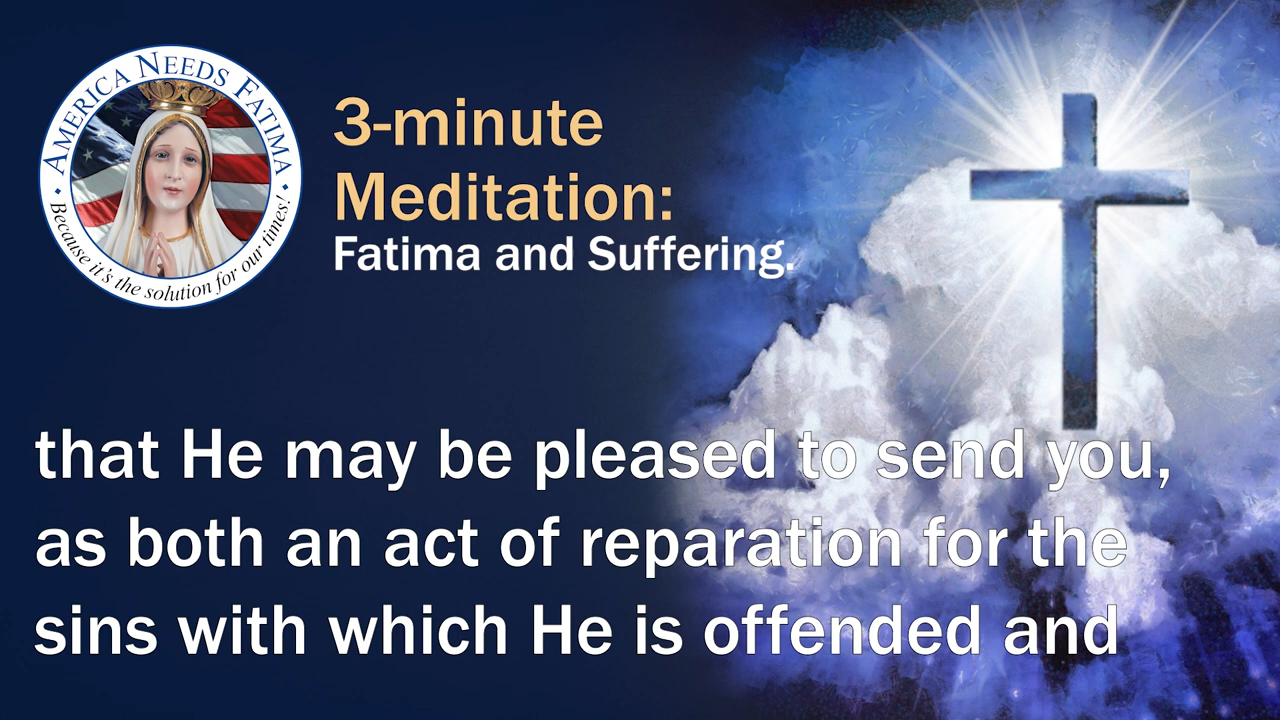 • AMERICA NEEDS FATIMA •
Because it's the solution for our times!
3-minute
Meditation:
Fatima and Suffering.
that He may be pleased to send you,
as both an act of reparation for the
sins with which He is offended and